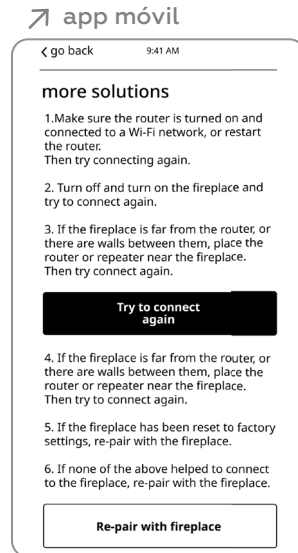 app móvil
go back 9:41 AM
more solutions
1.Make sure the router is turned on and
connected to a Wi-Fi network, or restart
the router.
Then try connecting again.
2. Turn off and turn on the fireplace and
try to connect again.
3. If the fireplace is far from the router, or
there are walls between them, place the
router or repeater near the fireplace.
Then try connect again.
Try to connect
again
4. If the fireplace is far from the router, or
there are walls between them, place the
router or repeater near the fireplace.
Then try to connect again.
5. If the fireplace has been reset to factory
settings, re-pair with the fireplace.
6. If none of the above helped to connect
to the fireplace, re-pair with the fireplace.
Re-pair with fireplace